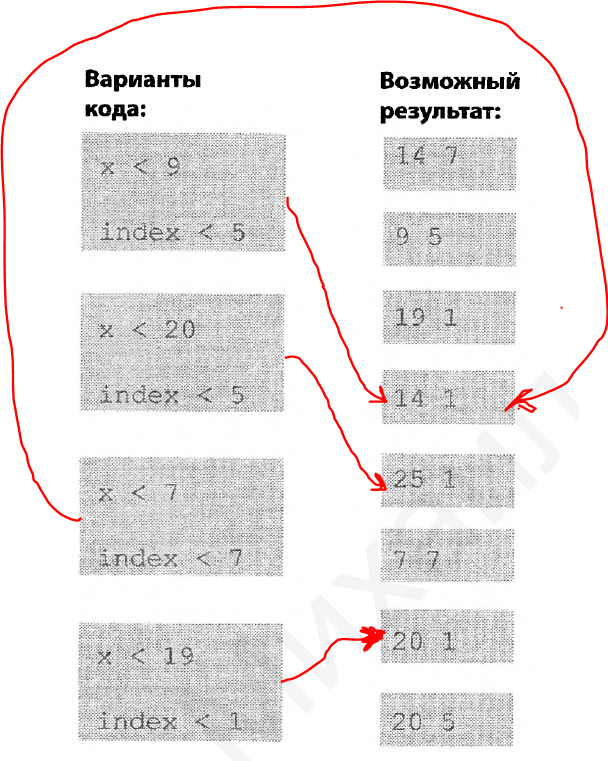 Варианты
кода:
x < 9
index < 5
x < 20
index < 5
x < 7
index < 7
x < 19
index < 1
Возможный
результат:
14 7
9 5
19 1
14 1
25 1
7 7
20 1
20 5
Михаил